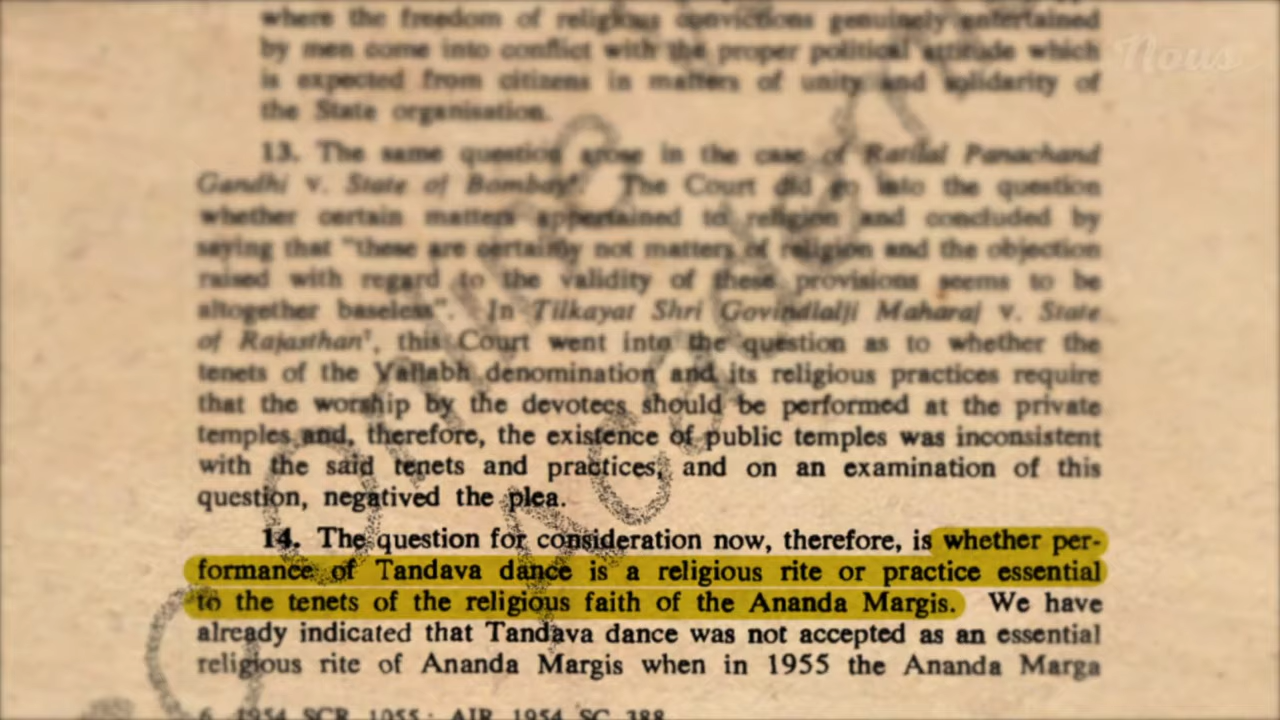 where the freedom of religious convictions genuinely entertained
by men come into conflict with the proper political attitude which
is expected from citizens in matters of unity and solidarity of
the State organisation.
Nous
13. The same question arose in the case of Ratilal Panachand
Gandhi v. State of Bombay⁶. The Court did go into the question
whether certain matters appertained to religion and concluded by
saying that "these are certainly not matters of religion and the objection
raised with regard to the validity of these provisions seems to be
altogether baseless". In Tilkayat Shri Govindlalji Maharaj v. State
of Rajasthan⁷, this Court went into the question as to whether the
tenets of the Vallabh denomination and its religious practices require
that the worship by the devotees should be performed at the private
temples and, therefore, the existence of public temples was inconsistent
with the said tenets and practices, and on an examination of this
question, negatived the plea.
14. The question for consideration now, therefore, is whether per-
formance of Tandava dance is a religious rite or practice essential
to the tenets of the religious faith of the Ananda Margis. We have
already indicated that Tandava dance was not accepted as an essential
religious rite of Ananda Margis when in 1955 the Ananda Marga
6 1954 SCR 1055: AIR 1954 SC 388